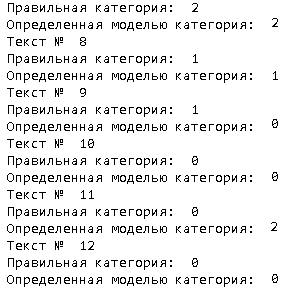 Правильная категория:  2
Определенная моделью категория:  2
Текст №  8
Правильная категория:  1
Определенная моделью категория:  1
Текст №  9
Правильная категория:  1
Определенная моделью категория:  0
Текст №  10
Правильная категория:  0
Определенная моделью категория:  0
Текст №  11
Правильная категория:  0
Определенная моделью категория:  2
Текст №  12
Правильная категория:  0
Определенная моделью категория:  0